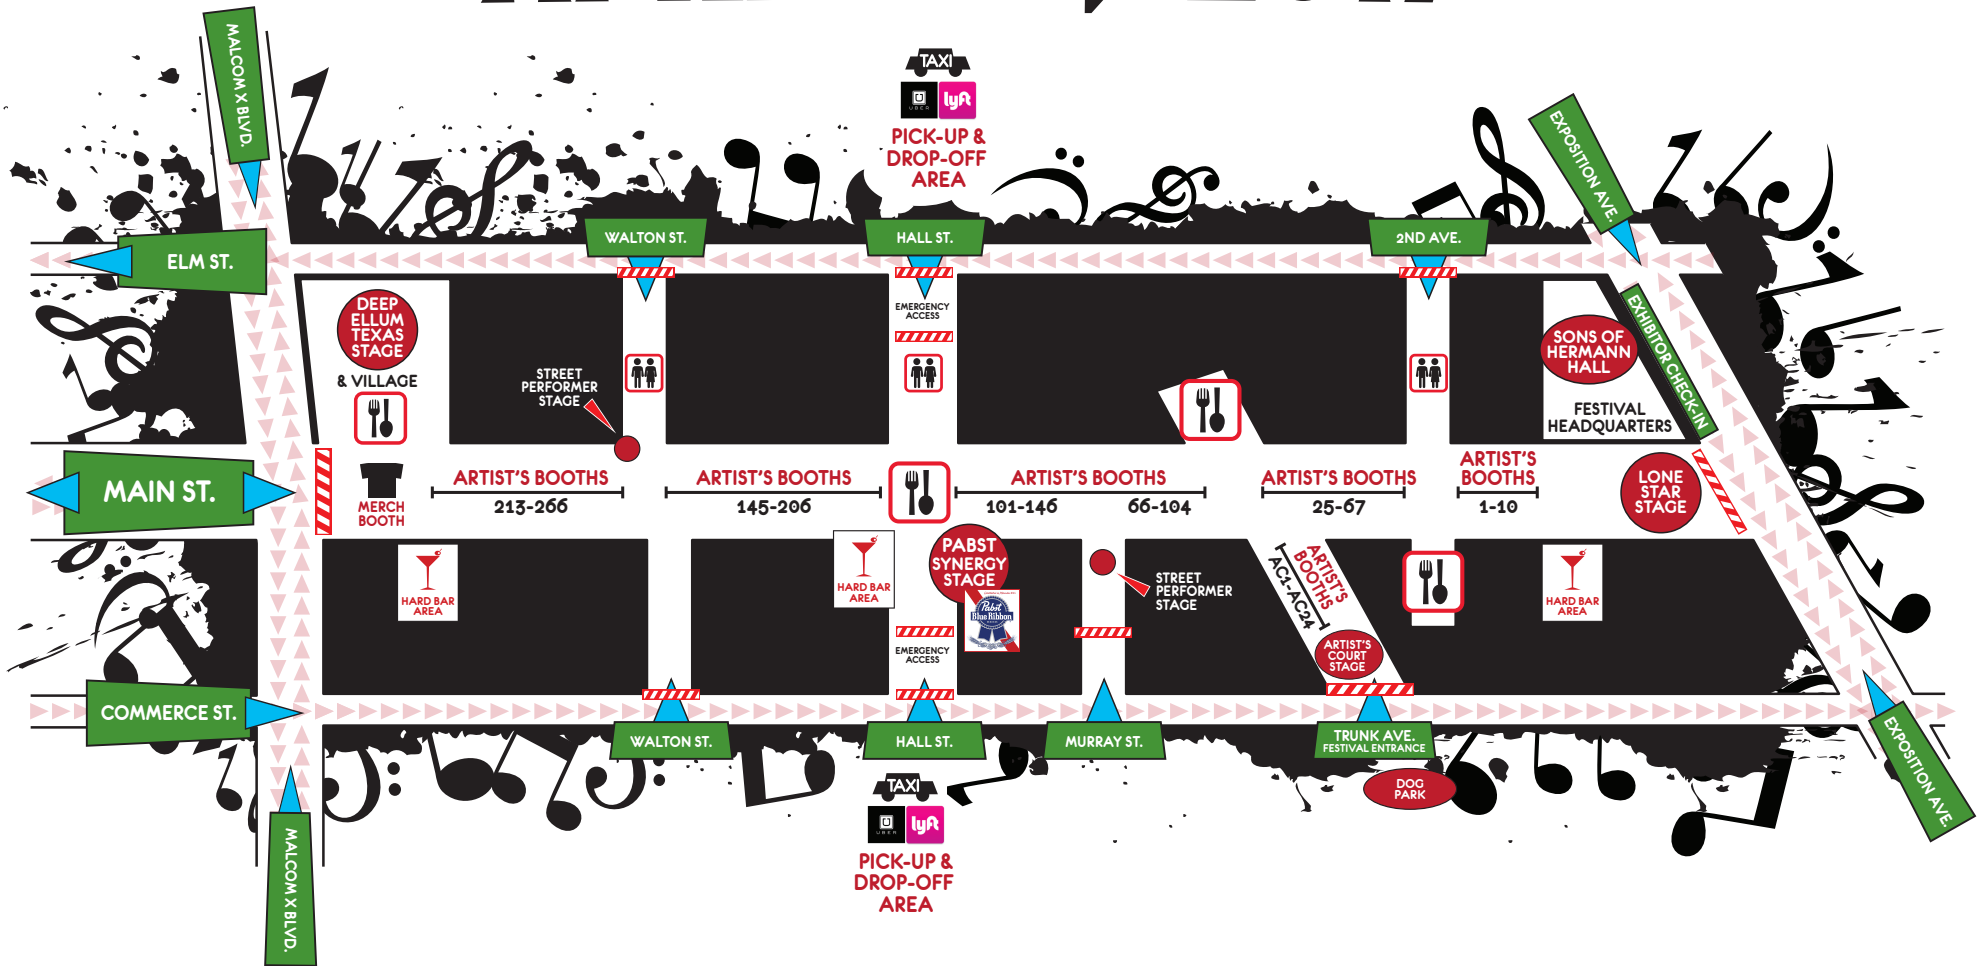 MALCOM X BLVD.
TAXI
UBER
lyft
PICK-UP &
DROP-OFF
AREA
EXPOSITION AVE.
ELM ST.
WALTON ST.
HALL ST.
2ND AVE.
EMERGENCY
ACCESS
DEEP
ELLUM
TEXAS
STAGE
& VILLAGE
STREET
PERFORMER
STAGE
SONS OF
HERMANN
HALL
FESTIVAL
HEADQUARTERS
EXHIBITOR CHECK-IN
MAIN ST.
MERCH
BOOTH
ARTIST'S BOOTHS
213-266
ARTIST'S BOOTHS
145-206
ARTIST'S BOOTHS
101-146
66-104
ARTIST'S BOOTHS
25-67
ARTIST'S
BOOTHS
1-10
LONE
STAR
STAGE
HARD BAR
AREA
HARD BAR
AREA
PABST
SYNERGY
STAGE
Pabst
Blue Ribbon
STREET
PERFORMER
STAGE
ARTIST'S
BOOTHS
AC1-AC24
ARTIST'S
COURT
STAGE
HARD BAR
AREA
EMERGENCY
ACCESS
COMMERCE ST.
WALTON ST.
HALL ST.
MURRAY ST.
TRUNK AVE.
FESTIVAL ENTRANCE
DOG
PARK
EXPOSITION AVE.
MALCOM X BLVD.
TAXI
UBER
lyft
PICK-UP &
DROP-OFF
AREA